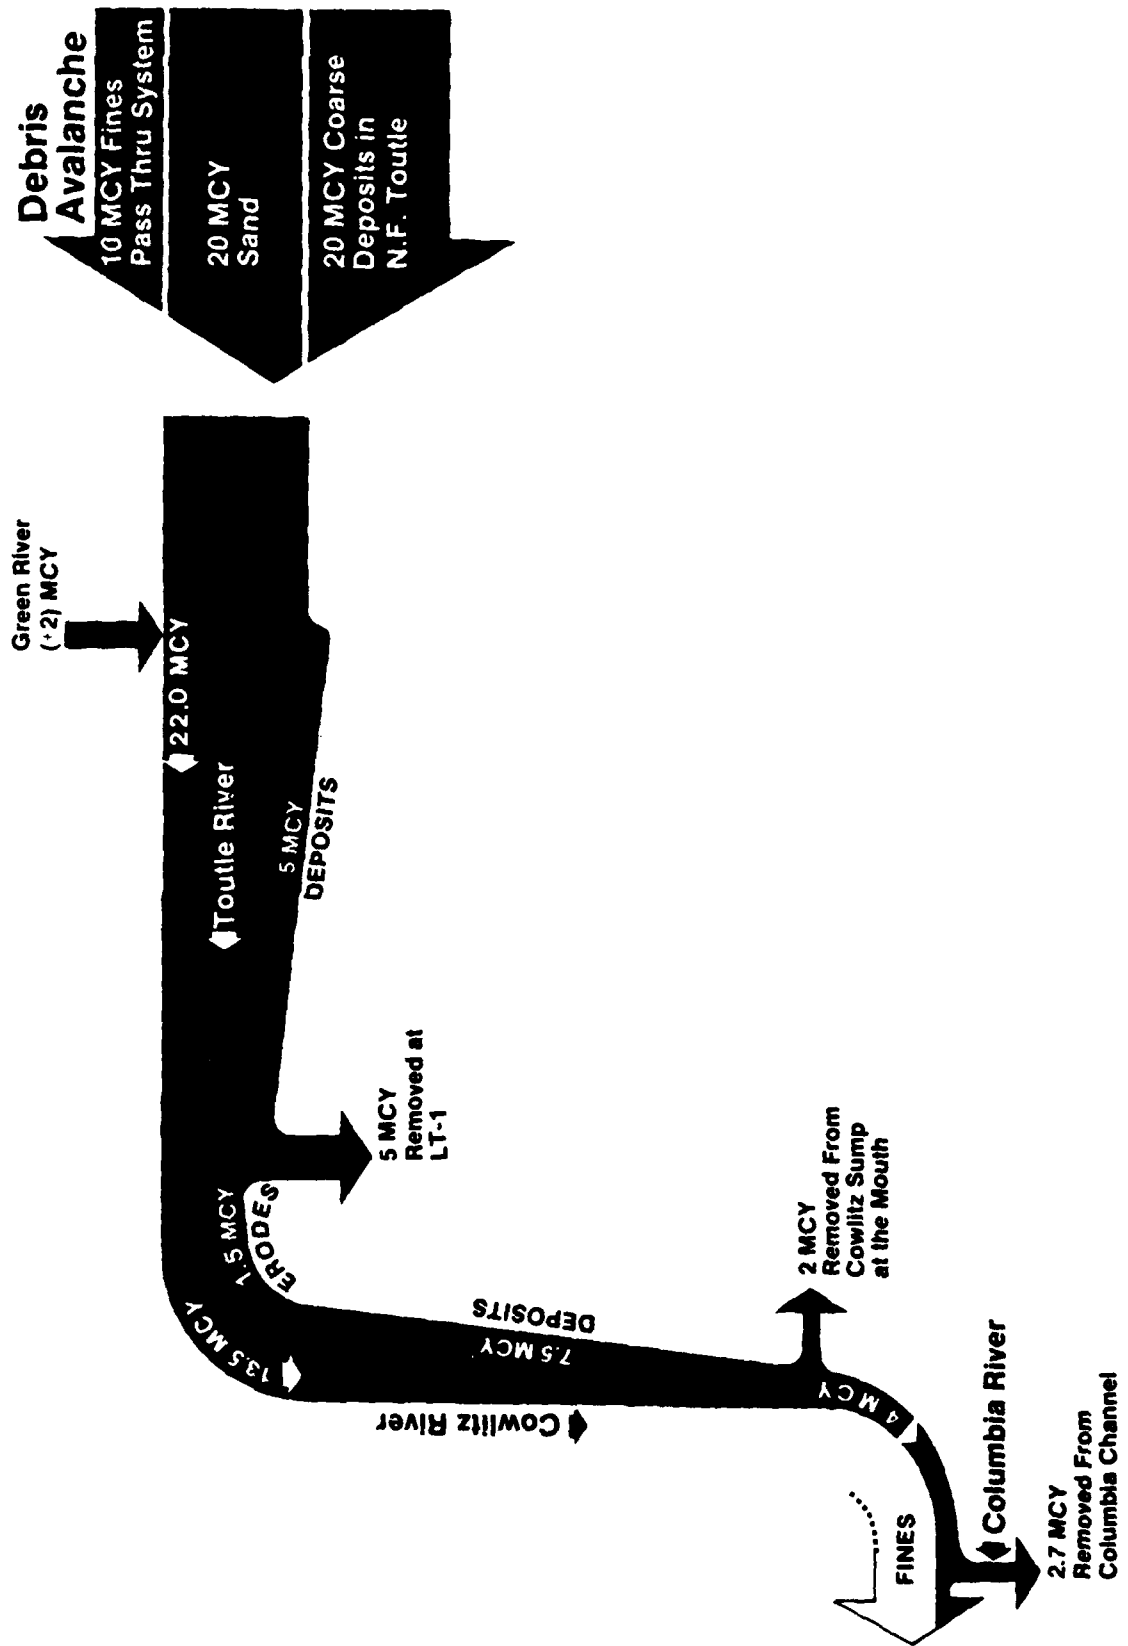 Debris
Avalanche
10 MCY Fines
Pass Thru System
20 MCY
Sand
20 MCY Coarse
Deposits in
N.F. Toutle
Green River
(+2) MCY
22.0 MCY
Toutle River
5 MCY
DEPOSITS
5 MCY
Removed at
LT-1
1.5 MCY
ERODES
13.5 MCY
Cowlitz River
7.5 MCY
DEPOSITS
2 MCY
Removed From
Cowlitz Sump
at the Mouth
4 MCY
FINES
Columbia River
2.7 MCY
Removed From
Columbia Channel